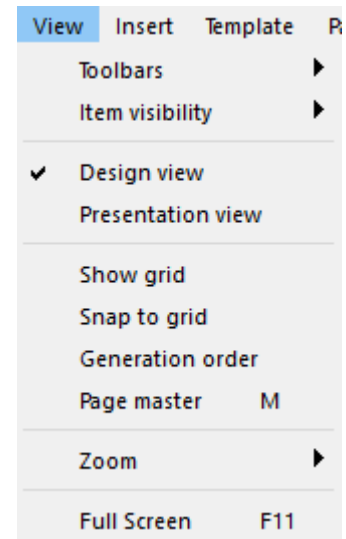 View Insert Template
Toolbars
Item visibility
Design view
Presentation view
Show grid
Snap to grid
Generation order
Page master M
Zoom
Full Screen F11